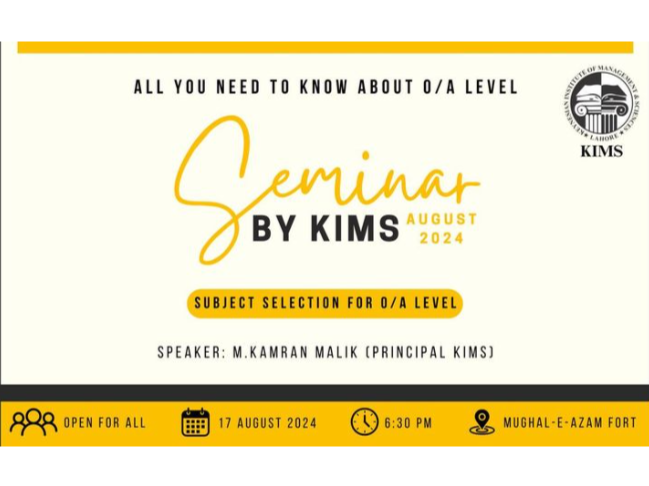 ALL YOU NEED TO KNOW ABOUT O/A LEVEL
Seminar
BY KIMS
AUGUST
2024
SUBJECT SELECTION FOR O/A LEVEL
SPEAKER: M.KAMRAN MALIK (PRINCIPAL KIMS)
KEYNESIAN INSTITUTE OF MANAGEMENT & SCIENCES
LAHORE
KIMS
OPEN FOR ALL
17 AUGUST 2024
6:30 PM
MUGHAL-E-AZAM FORT